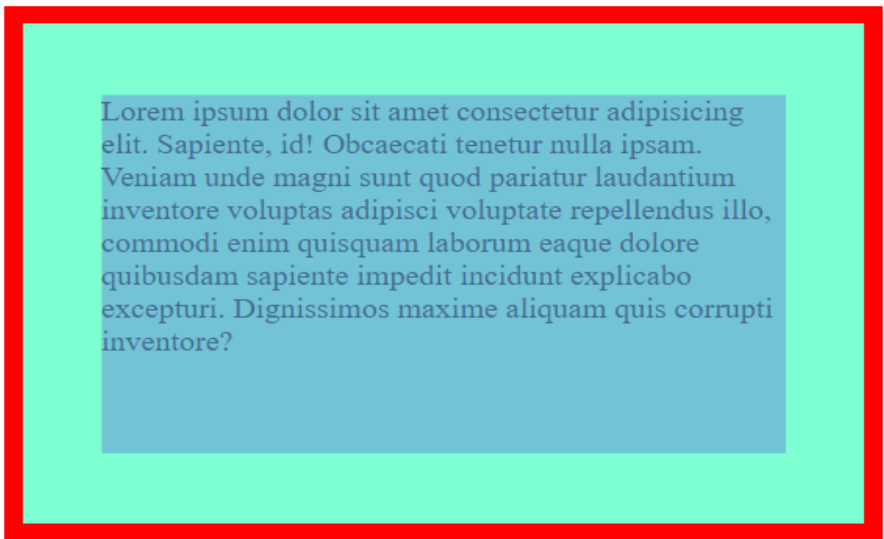 Lorem ipsum dolor sit amet consectetur adipisicing
elit. Sapiente, id! Obcaecati tenetur nulla ipsam.
Veniam unde magni sunt quod pariatur laudantium
inventore voluptas adipisci voluptate repellendus illo,
commodi enim quisquam laborum eaque dolore
quibusdam sapiente impedit incidunt explicabo
excepturi. Dignissimos maxime aliquam quis corrupti
inventore?